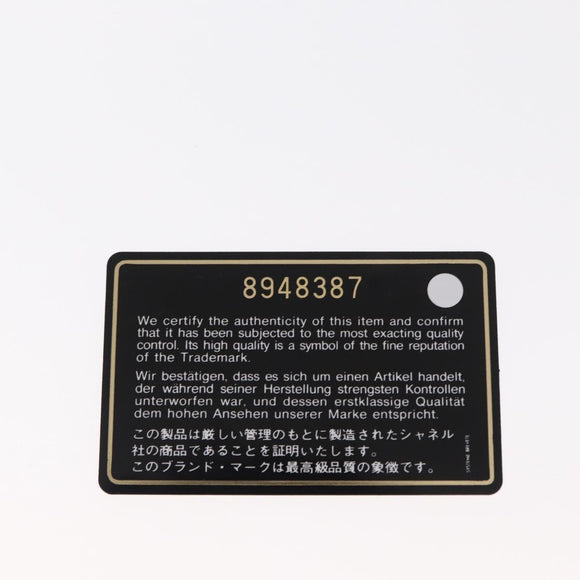 8948387
We certify the authenticity of this item and confirm
that it has been subjected to the most exacting quality
control. Its high quality is a symbol of the fine reputation
of the Trademark.
Wir bestätigen, dass es sich um einen Artikel handelt,
der während seiner Herstellung strengsten Kontrollen
unterworfen war, und dessen erstklassige Qualität
dem hohen Ansehen unserer Marke entspricht.
この製品は厳しい管理のもとに製造されたシャネル
社の商品であることを証明いたします。
このブランド・マークは最高級品質の象徴です。